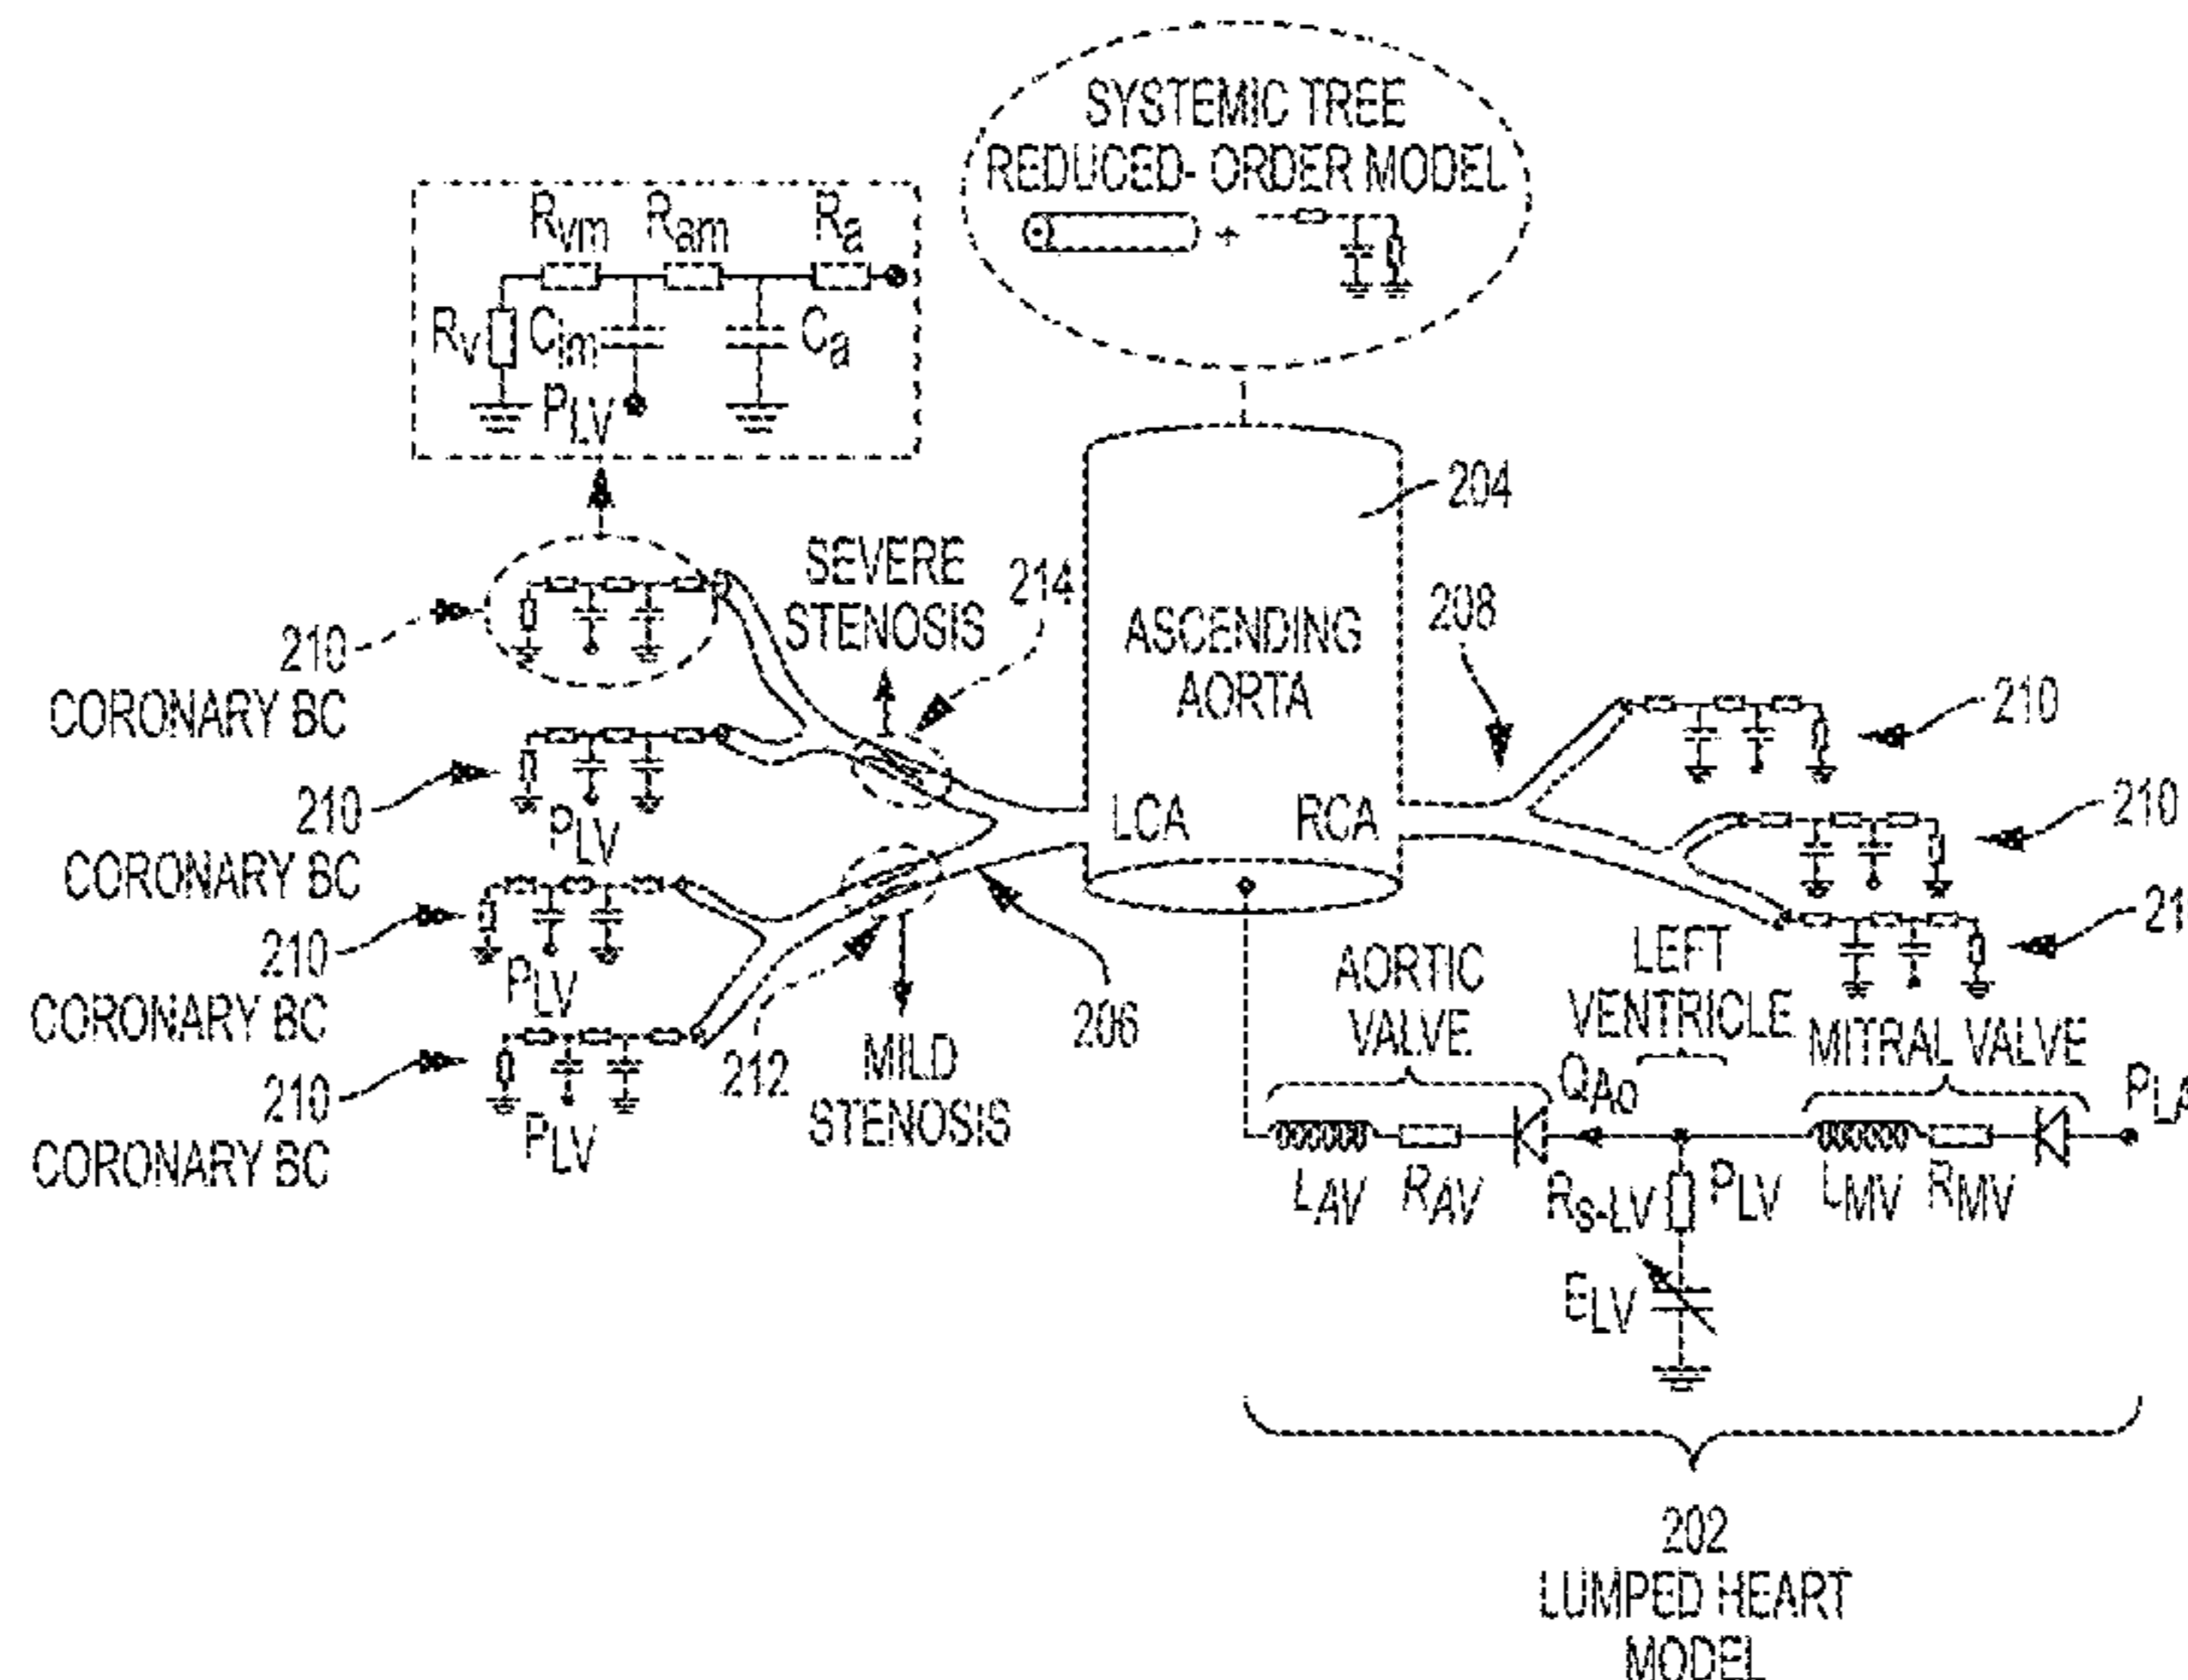 SYSTEMIC TREE
REDUCED- ORDER MODEL
Rvm Ram Ra
Rv Cim Ca
PLV
204
SEVERE
STENOSIS
214
ASCENDING
AORTA
208
210
CORONARY BC
210
210
CORONARY BC
PLV
LCA RCA
210
210
CORONARY BC
PLV
206
212
MILD
STENOSIS
210
CORONARY BC
PLV
AORTIC
VALVE
LEFT
VENTRICLE
MITRAL VALVE
QAo
PLA
LAV RAV RS-LV PLV LMV RMV
ELV
202
LUMPED HEART
MODEL